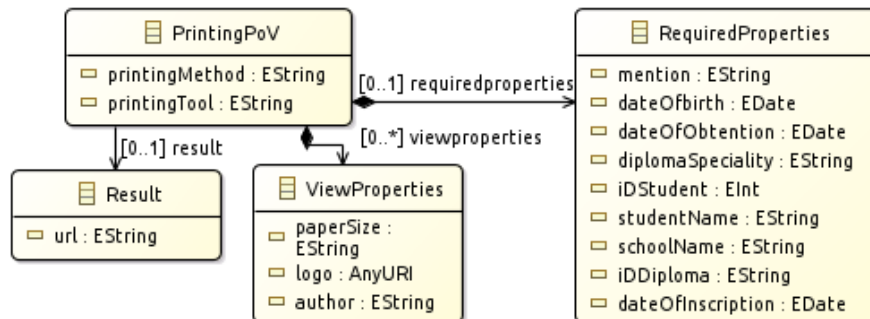 PrintingPoV
printingMethod : EString
printingTool : EString
[0..1] requiredproperties
[0..*] viewproperties
[0..1] result
Result
url : EString
ViewProperties
paperSize :
EString
logo : AnyURI
author : EString
RequiredProperties
mention : EString
dateOfbirth : EDate
dateOfObtention : EDate
diplomaSpeciality : EString
iDStudent : EInt
studentName : EString
schoolName : EString
iDDiploma : EString
dateOfInscription : EDate